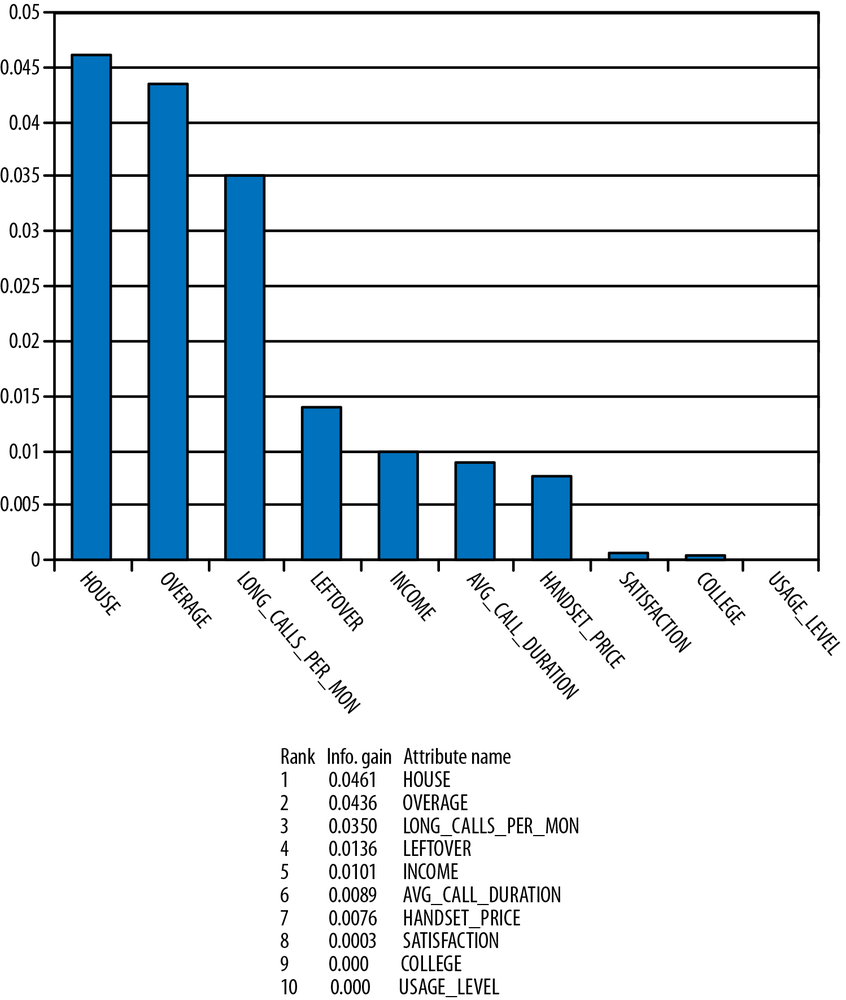 0.05
0.045
0.04
0.035
0.03
0.025
0.02
0.015
0.01
0.005
0
HOUSE
OVERAGE
LONG_CALLS_PER_MON
LEFTOVER
INCOME
AVG_CALL_DURATION
HANDSET_PRICE
SATISFACTION
COLLEGE
USAGE_LEVEL
Rank Info. gain Attribute name
1 0.0461 HOUSE
2 0.0436 OVERAGE
3 0.0350 LONG_CALLS_PER_MON
4 0.0136 LEFTOVER
5 0.0101 INCOME
6 0.0089 AVG_CALL_DURATION
7 0.0076 HANDSET_PRICE
8 0.0003 SATISFACTION
9 0.000 COLLEGE
10 0.000 USAGE_LEVEL